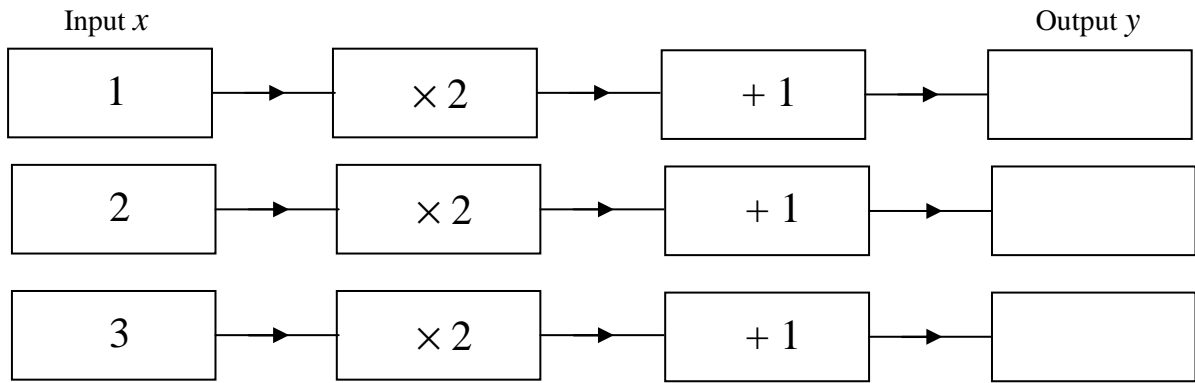 Input x Output y
1 × 2 + 1
2 × 2 + 1
3 × 2 + 1